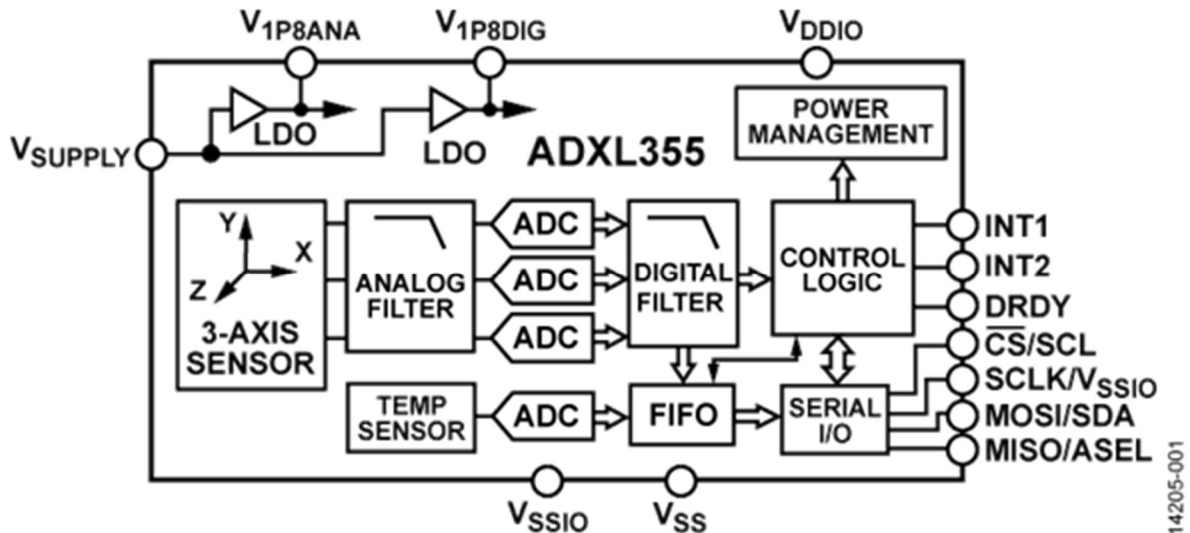 V1P8ANA
V1P8DIG
VDDIO
VSUPPLY
LDO
LDO
ADXL355
POWER
MANAGEMENT
Y
X
Z
3-AXIS
SENSOR
ANALOG
FILTER
ADC
ADC
ADC
DIGITAL
FILTER
CONTROL
LOGIC
INT1
INT2
DRDY
C̅S̅/SCL
SCLK/VSSIO
MOSI/SDA
MISO/ASEL
TEMP
SENSOR
ADC
FIFO
SERIAL
I/O
VSSIO
VSS
14205-001